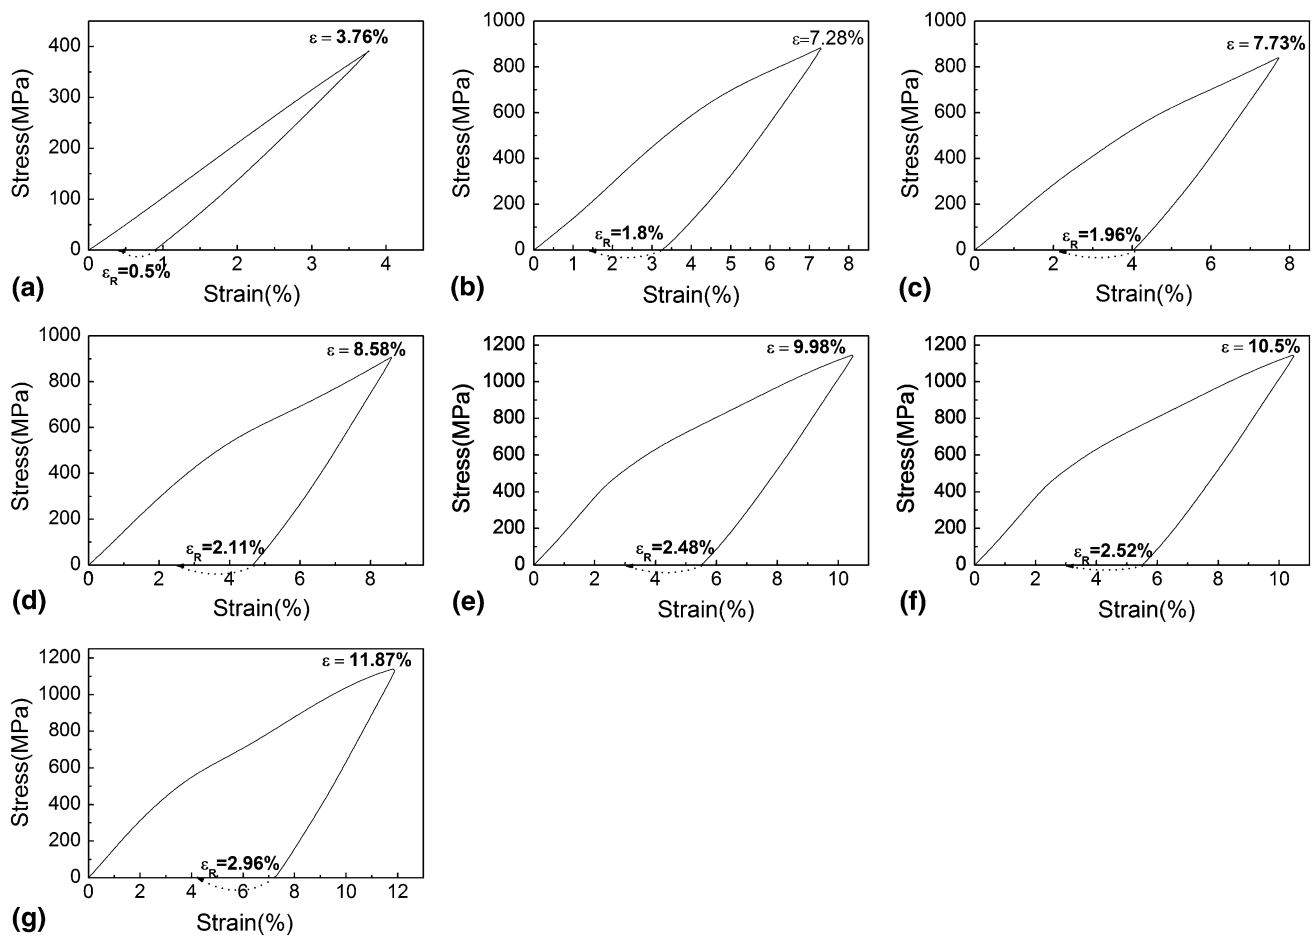 ε = 3.76%
400
300
200
100
0
Stress(MPa)
0 1 2 3 4
εR=0.5%
Strain(%)
(a)
ε=7.28%
1000
800
600
400
200
0
Stress(MPa)
εR=1.8%
0 1 2 3 4 5 6 7 8
Strain(%)
(b)
ε = 7.73%
1000
800
600
400
200
0
Stress(MPa)
εR=1.96%
0 2 4 6 8
Strain(%)
(c)
ε = 8.58%
1000
800
600
400
200
0
Stress(MPa)
εR=2.11%
0 2 4 6 8
Strain(%)
(d)
ε = 9.98%
1200
1000
800
600
400
200
0
Stress(MPa)
εR=2.48%
0 2 4 6 8 10
Strain(%)
(e)
ε = 10.5%
1200
1000
800
600
400
200
0
Stress(MPa)
εR=2.52%
0 2 4 6 8 10
Strain(%)
(f)
ε = 11.87%
1200
1000
800
600
400
200
0
Stress(MPa)
εR=2.96%
0 2 4 6 8 10 12
Strain(%)
(g)